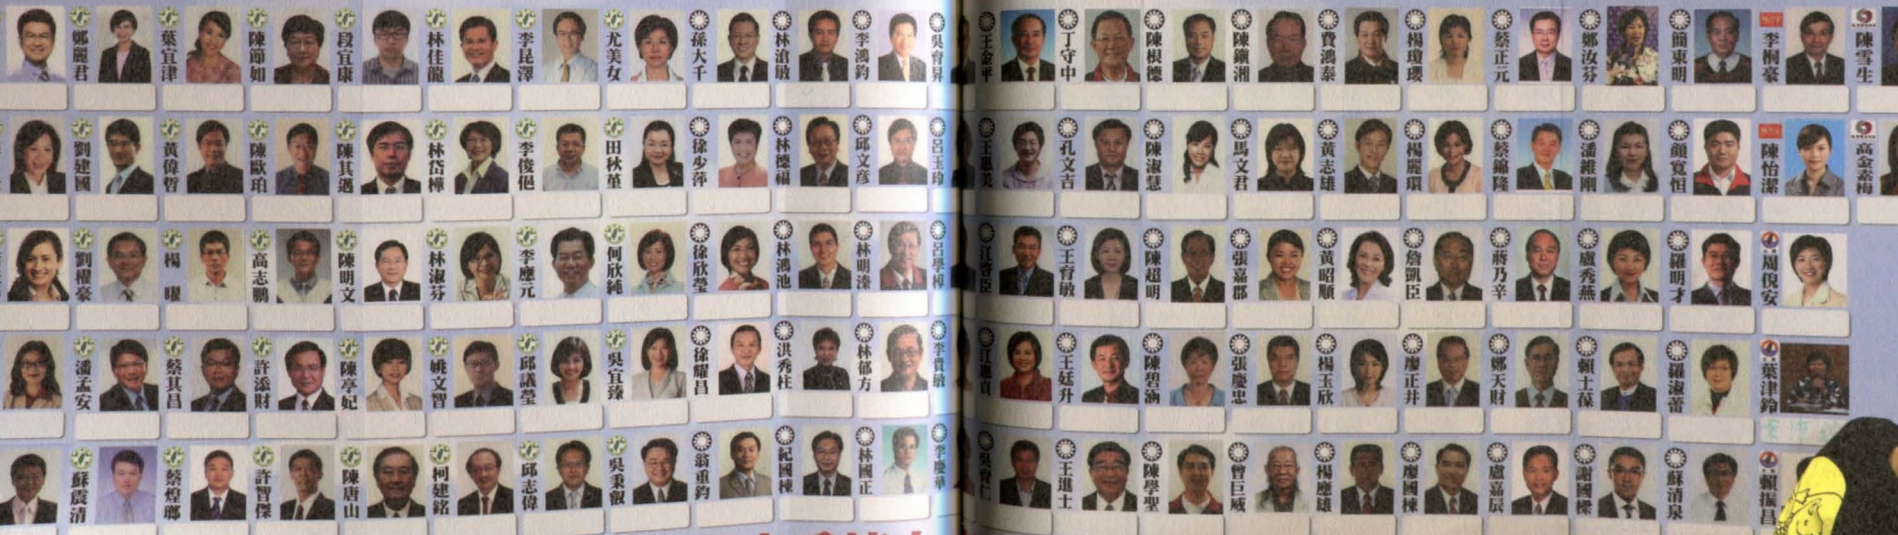 鄭麗君 葉宜津 陳節如 段宜康 林佳龍 李昆澤 尤美女 孫大千 林滄敏 李鴻鈞 吳育昇 王金平 丁守中 陳根德 陳鎮湘 費鴻泰 楊瓊瓔 蔡正元 鄭汝芬 簡東明 李桐豪 陳雪生
劉建國 黃偉哲 陳歐珀 陳其邁 林岱樺 李俊俋 田秋堇 徐少萍 林德福 邱文彥 呂玉玲 王惠美 孔文吉 陳淑慧 馬文君 黃志雄 楊麗環 蔡錦隆 潘維剛 顏寬恒 陳怡潔 高金素梅
劉櫂豪 楊曜 高志鵬 陳明文 林淑芬 李應元 何欣純 徐欣瑩 林鴻池 林明溱 呂學樟 江啓臣 王育敏 陳超明 張嘉郡 黃昭順 詹凱臣 蔣乃辛 盧秀燕 羅明才 周倪安
潘孟安 蔡其昌 許添財 陳亭妃 姚文智 邱議瑩 吳宜臻 徐耀昌 洪秀柱 林郁方 李貴敏 江惠貞 王廷升 陳碧涵 張慶忠 楊玉欣 廖正井 鄭天財 賴士葆 羅淑蕾 葉津鈴
蘇震清 蔡煌瑯 許智傑 陳唐山 柯建銘 邱志偉 吳秉叡 翁重鈞 紀國棟 林國正 李慶華 吳育仁 王進士 陳學聖 曾巨威 楊應雄 廖國棟 盧嘉辰 謝國樑 蘇清泉 賴振昌